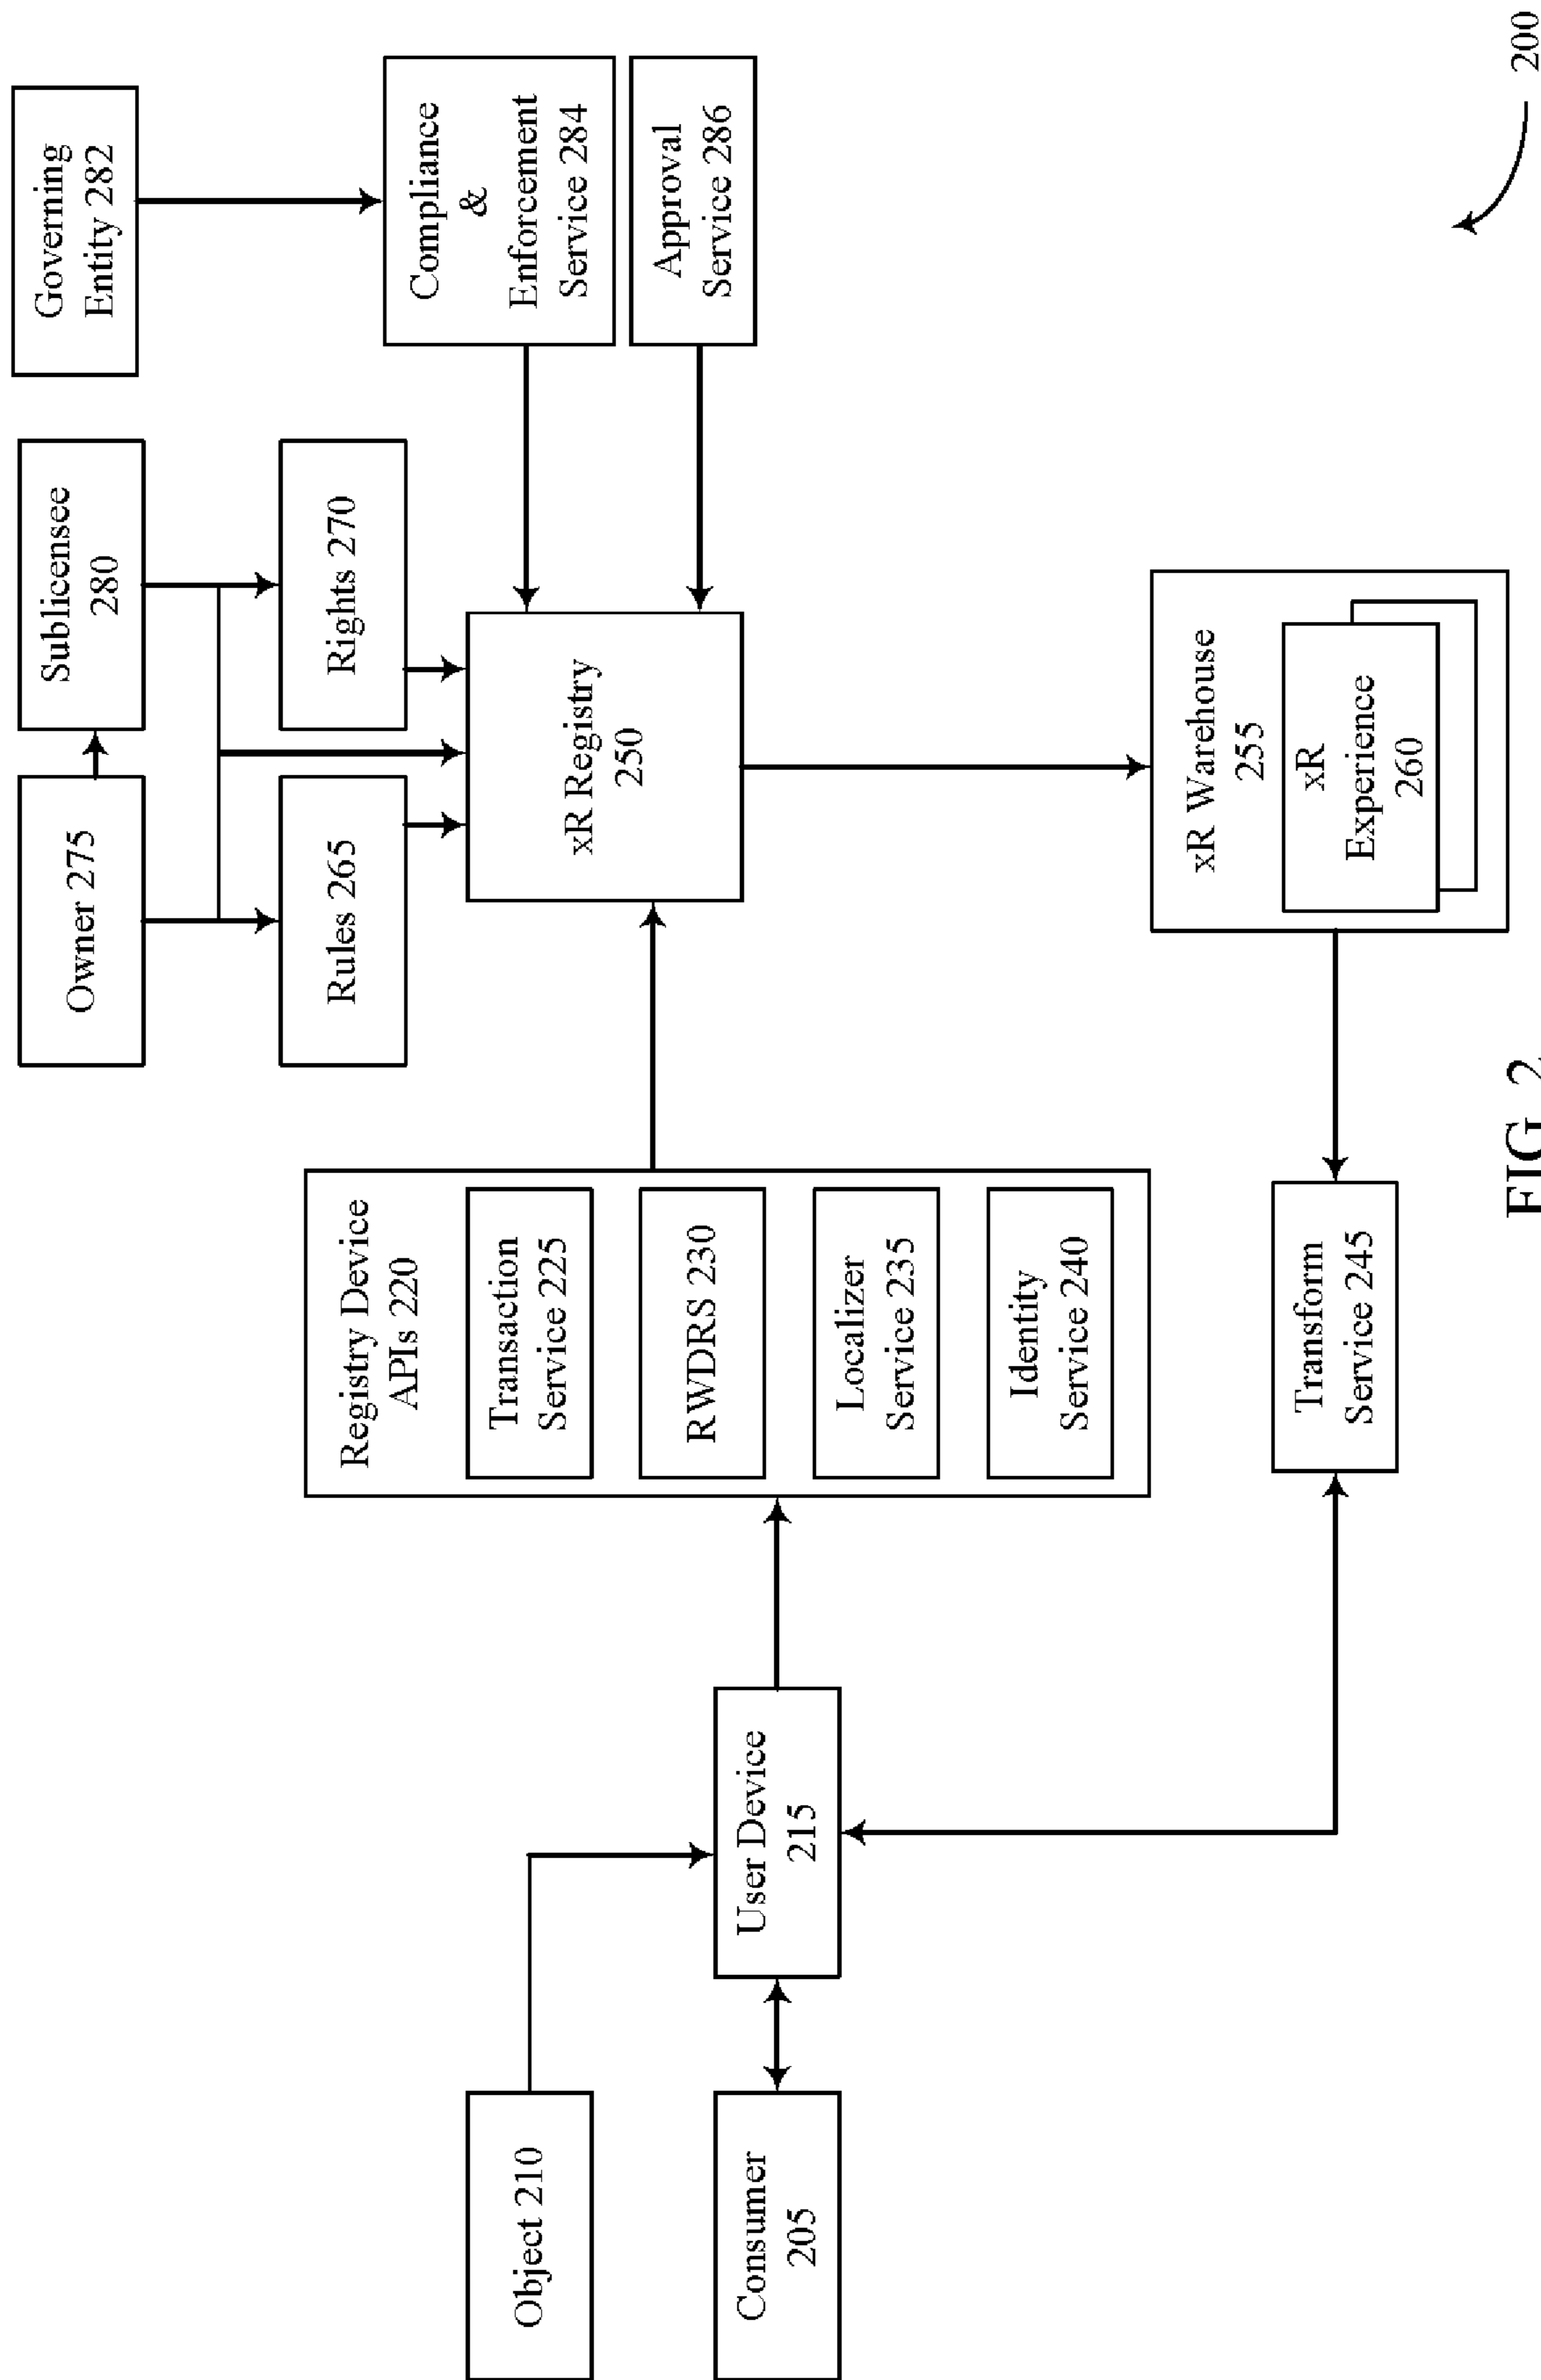 Governing
Entity 282
Owner 275
Sublicensee
280
Rules 265
Rights 270
Compliance
&
Enforcement
Service 284
Approval
Service 286
Registry Device
APIs 220
Transaction
Service 225
RWDRS 230
Localizer
Service 235
Identity
Service 240
xR Registry
250
Object 210
Consumer
205
User Device
215
Transform
Service 245
xR Warehouse
255
xR
Experience
260
200
FIG. 2